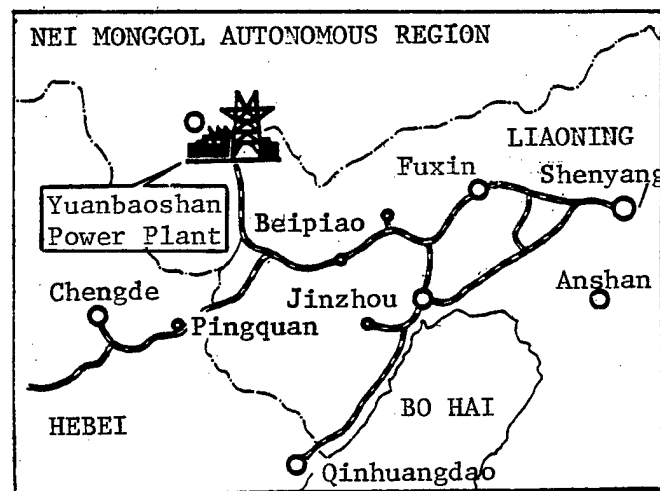 NEI MONGGOL AUTONOMOUS REGION
LIAONING
Fuxin
Shenyang
Yuanbaoshan
Power Plant
Beipiao
Chengde
Jinzhou
Anshan
Pingquan
HEBEI
BO HAI
Qinhuangdao